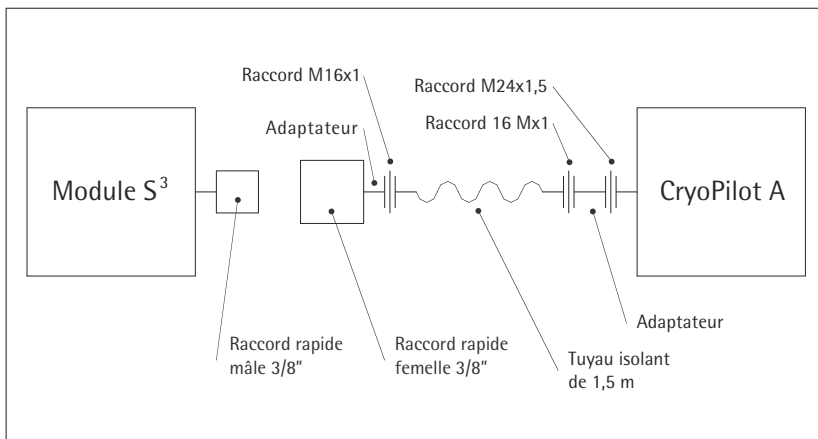 Raccord M16x1
Raccord M24x1,5
Adaptateur
Raccord 16 Mx1
Module S³
CryoPilot A
Adaptateur
Raccord rapide
mâle 3/8"
Raccord rapide
femelle 3/8"
Tuyau isolant
de 1,5 m